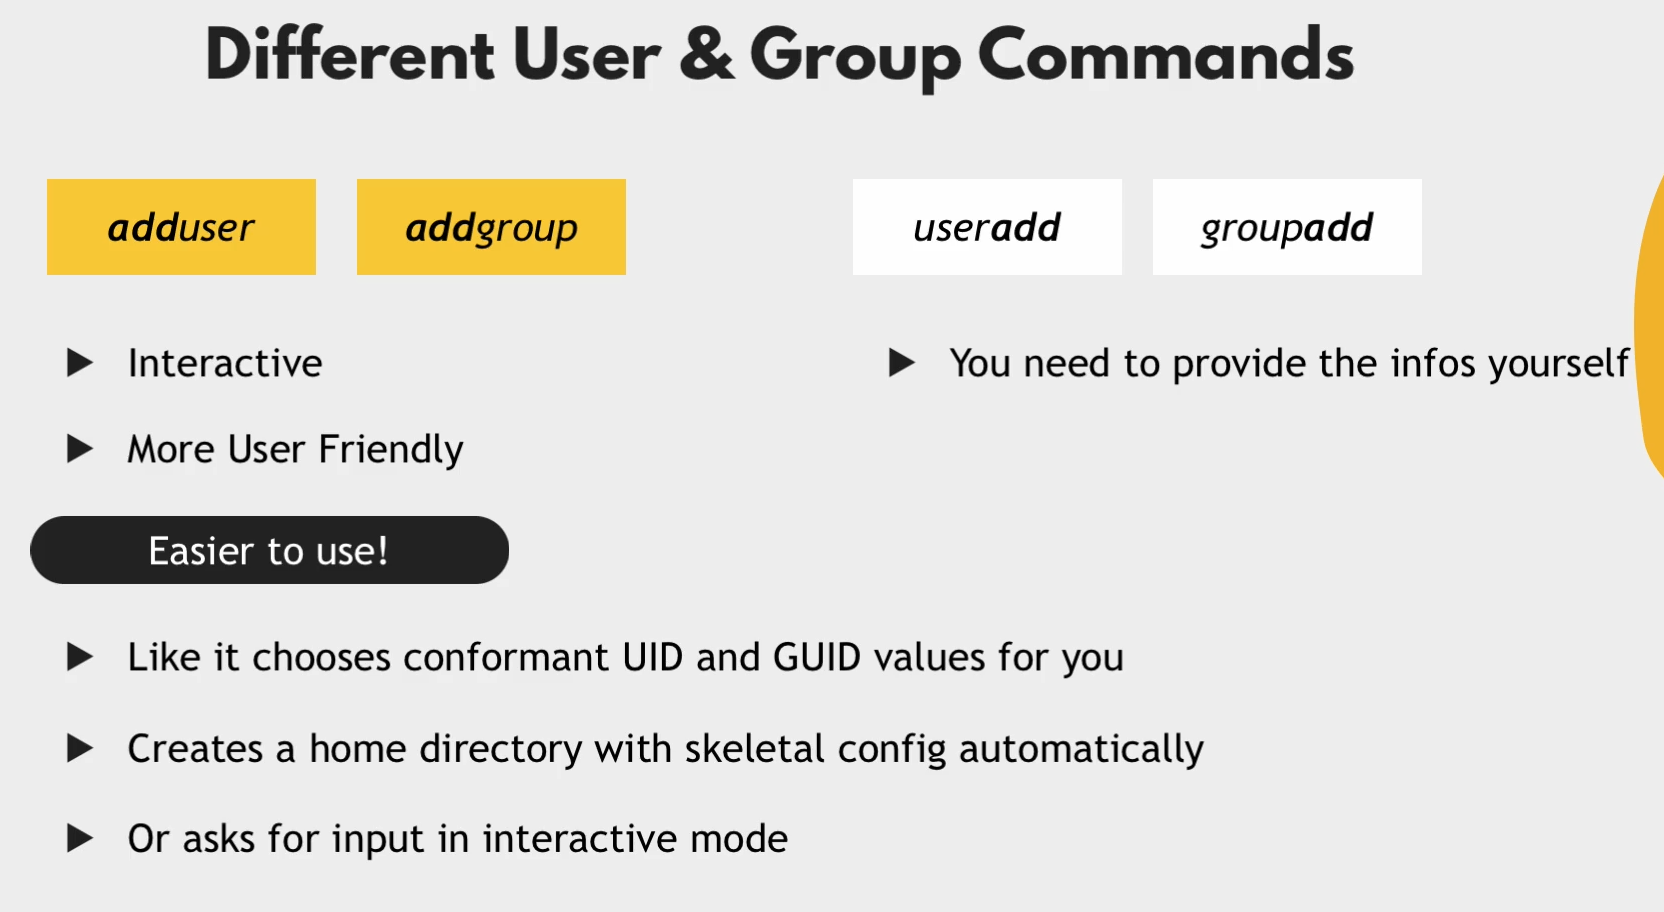 Different User & Group Commands
adduser
addgroup
useradd
groupadd
Interactive
More User Friendly
You need to provide the infos yourself
Easier to use!
Like it chooses conformant UID and GUID values for you
Creates a home directory with skeletal config automatically
Or asks for input in interactive mode